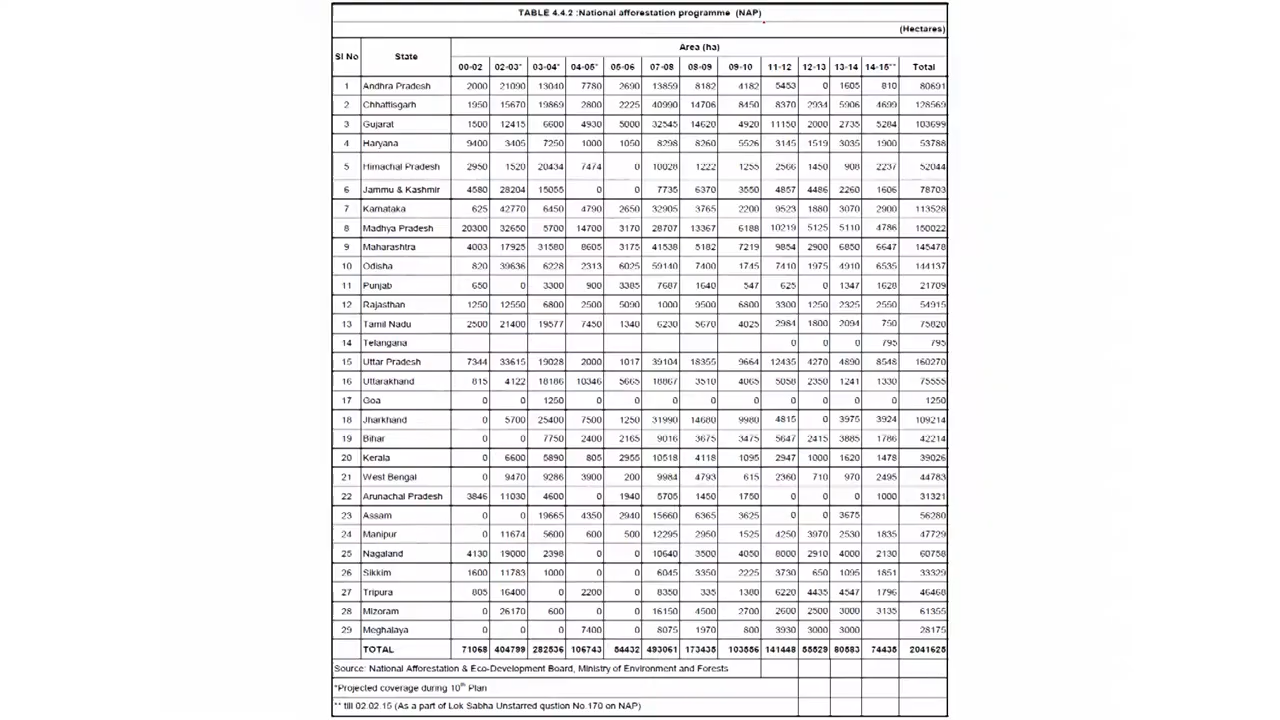 TABLE 4.4.2 :National afforestation programme (NAP)
(Hectares)
Sl No State Area (ha)
00-02 02-03* 03-04* 04-05* 05-06 07-08 08-09 09-10 11-12 12-13 13-14 14-15** Total
1 Andhra Pradesh 2000 21090 13040 7780 2690 13859 8182 4182 5453 0 1605 810 80691
2 Chhattisgarh 1950 15670 19869 2800 2225 40990 14706 8450 8370 2934 5906 4699 128569
3 Gujarat 1500 12415 6600 4930 5000 32545 14620 4920 11150 2000 2735 5284 103699
4 Haryana 9400 3405 7250 1000 1050 8298 8260 5526 3145 1519 3035 1900 53788
5 Himachal Pradesh 2950 1520 20434 7474 0 10028 1222 1255 2566 1450 908 2237 52044
6 Jammu & Kashmir 4580 28204 15055 0 0 7735 6370 3550 4857 4486 2260 1606 78703
7 Karnataka 625 42770 6450 4790 2650 32905 3765 2200 9523 1880 3070 2900 113528
8 Madhya Pradesh 20300 32650 5700 14700 3170 28707 13367 6188 10219 5125 5110 4786 150022
9 Maharashtra 4003 17925 31580 8605 3175 41538 5182 7219 9854 2900 6850 6647 145478
10 Odisha 820 39636 6228 2313 6025 59140 7400 1745 7410 1975 4910 6535 144137
11 Punjab 650 0 3300 900 3385 7687 1640 547 625 0 1347 1628 21709
12 Rajasthan 1250 12550 6800 2500 5090 1000 9500 6800 3300 1250 2325 2550 54915
13 Tamil Nadu 2500 21400 19577 7450 1340 6230 5670 4025 2984 1800 2094 750 75820
14 Telangana 0 0 0 795 795
15 Uttar Pradesh 7344 33615 19028 2000 1017 39104 18355 9664 12435 4270 4890 8548 160270
16 Uttarakhand 815 4122 18186 10346 5665 18867 3510 4065 5058 2350 1241 1330 75555
17 Goa 0 0 1250 0 0 0 0 0 0 0 0 0 1250
18 Jharkhand 0 5700 25400 7500 1250 31990 14680 9980 4815 0 3975 3924 109214
19 Bihar 0 0 7750 2400 2165 9016 3675 3475 5647 2415 3885 1786 42214
20 Kerala 0 6600 5890 805 2955 10518 4118 1095 2947 1000 1620 1478 39026
21 West Bengal 0 9470 9286 3900 200 9984 4793 615 2360 710 970 2495 44783
22 Arunachal Pradesh 3846 11030 4600 0 1940 5705 1450 1750 0 0 0 1000 31321
23 Assam 0 0 19665 4350 2940 15660 6365 3625 0 0 3675 56280
24 Manipur 0 11674 5600 600 500 12295 2950 1525 4250 3970 2530 1835 47729
25 Nagaland 4130 19000 2398 0 0 10640 3500 4050 8000 2910 4000 2130 60758
26 Sikkim 1600 11783 1000 0 0 6045 3350 2225 3730 650 1095 1851 33329
27 Tripura 805 16400 0 2200 0 8350 335 1380 6220 4435 4547 1796 46468
28 Mizoram 0 26170 600 0 0 16150 4500 2700 2600 2500 3000 3135 61355
29 Meghalaya 0 0 0 7400 0 8075 1970 800 3930 3000 3000 28175
TOTAL 71068 404799 282536 106743 54432 493061 173435 103556 141448 55529 80583 74435 2041625
Source: National Afforestation & Eco-Development Board, Ministry of Environment and Forests
*Projected coverage during 10th Plan
** till 02.02.15 (As a part of Lok Sabha Unstarred qustion No.170 on NAP)